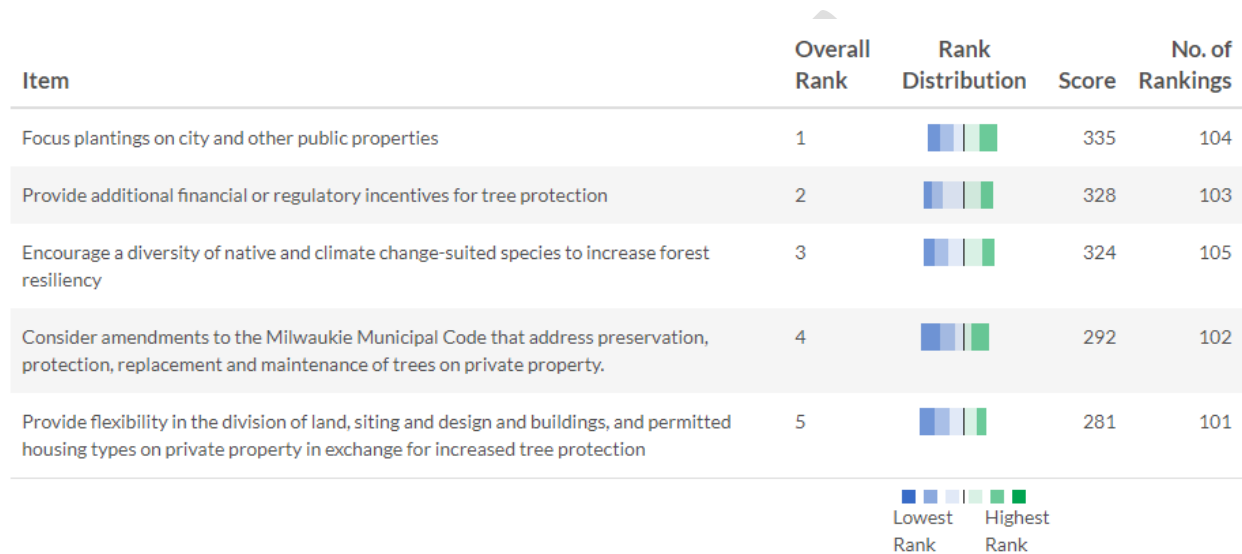 Item Overall Rank Rank Distribution Score No. of Rankings
Focus plantings on city and other public properties 1 335 104
Provide additional financial or regulatory incentives for tree protection 2 328 103
Encourage a diversity of native and climate change-suited species to increase forest 3 324 105
resiliency
Consider amendments to the Milwaukie Municipal Code that address preservation, 4 292 102
protection, replacement and maintenance of trees on private property.
Provide flexibility in the division of land, siting and design and buildings, and permitted 5 281 101
housing types on private property in exchange for increased tree protection
Lowest Highest
Rank Rank